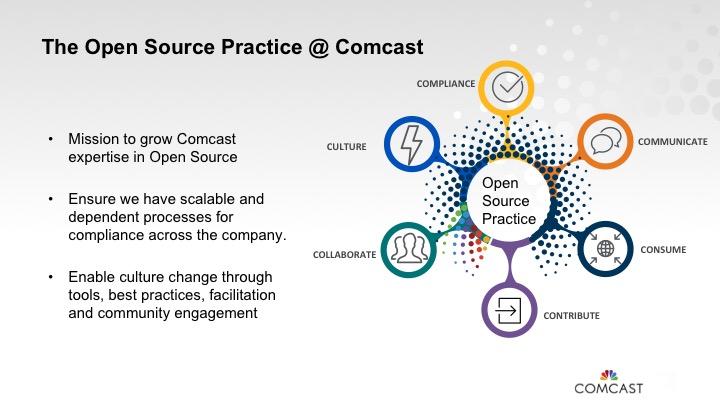 The Open Source Practice @ Comcast
• Mission to grow Comcast
expertise in Open Source
• Ensure we have scalable and
dependent processes for
compliance across the company.
• Enable culture change through
tools, best practices, facilitation
and community engagement
COMPLIANCE
CULTURE
COMMUNICATE
Open
Source
Practice
COLLABORATE
CONSUME
CONTRIBUTE
COMCAST